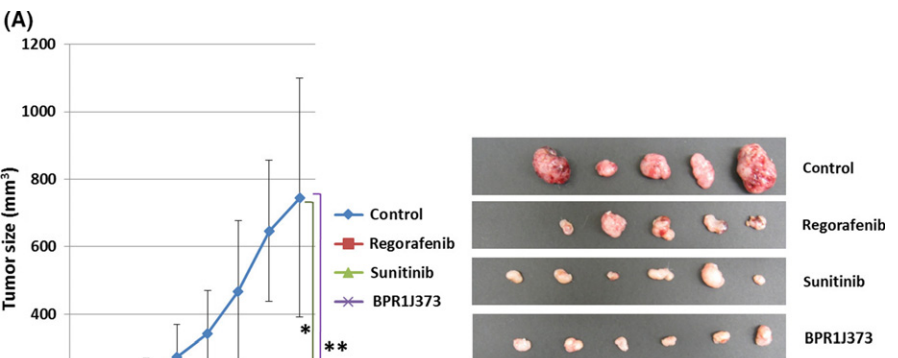 (A)
1200
1000
800
600
400
Tumor size (mm³)
Control
Regorafenib
Sunitinib
BPR1J373
*
**
Control
Regorafenib
Sunitinib
BPR1J373